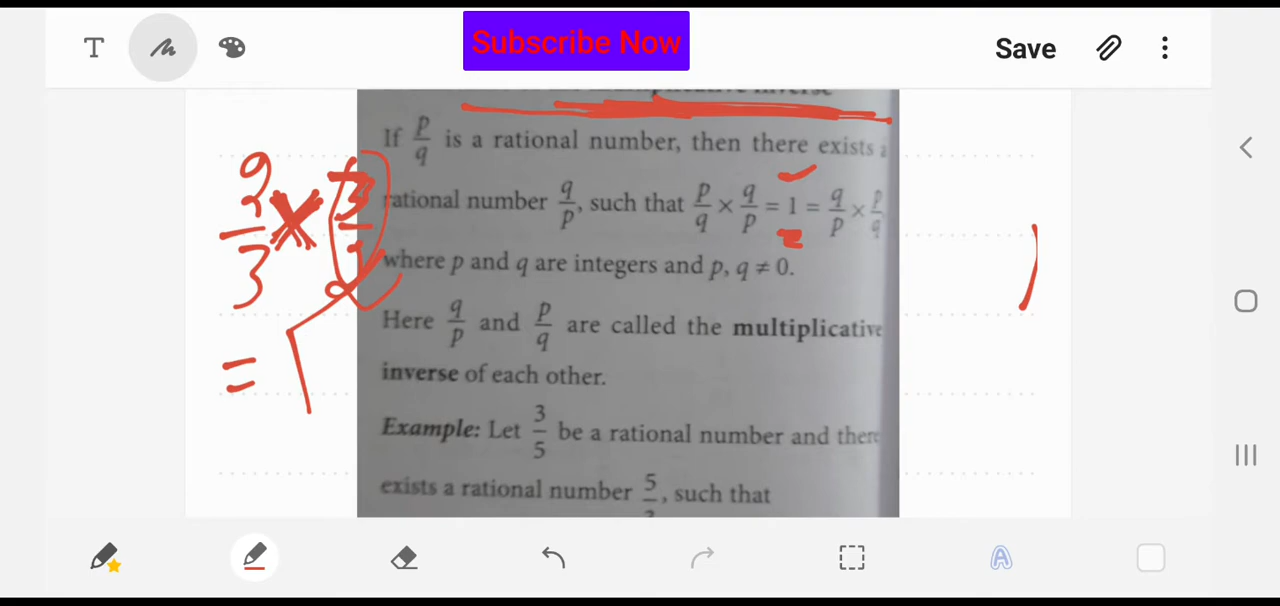 T
Subscribe Now
Save
If p/q is a rational number, then there exists a
rational number q/p, such that p/q × q/p = 1 = q/p × p/q
where p and q are integers and p, q ≠ 0.
Here q/p and p/q are called the multiplicative
inverse of each other.
Example: Let 3/5 be a rational number and there
exists a rational number 5/3, such that
×
3
=
A